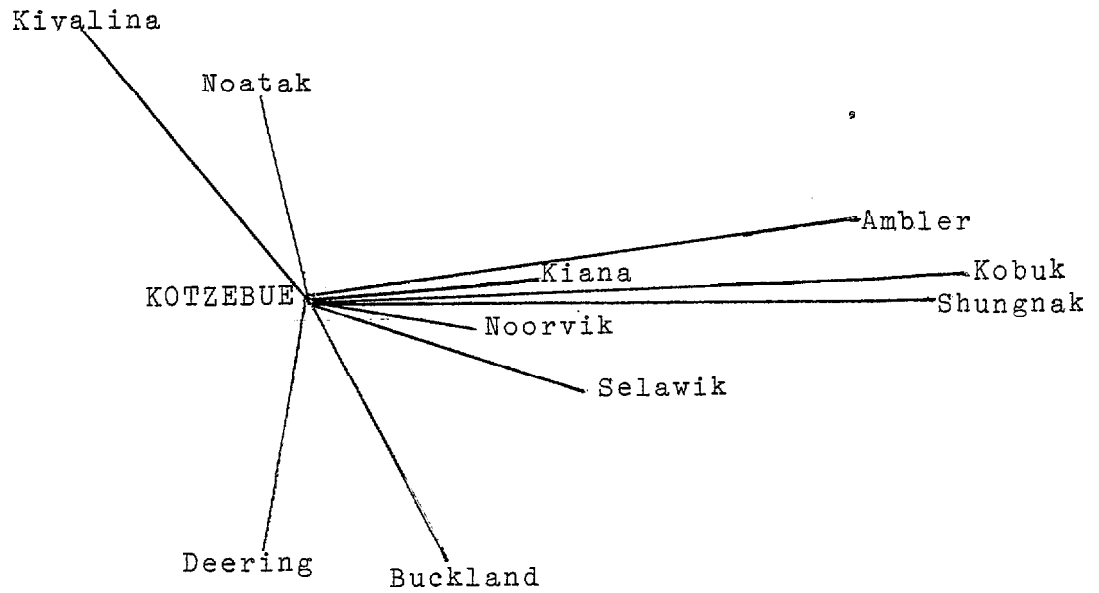 Kivalina
Noatak
Ambler
Kobuk
Kiana
KOTZEBUE
Shungnak
Noorvik
Selawik
Deering
Buckland